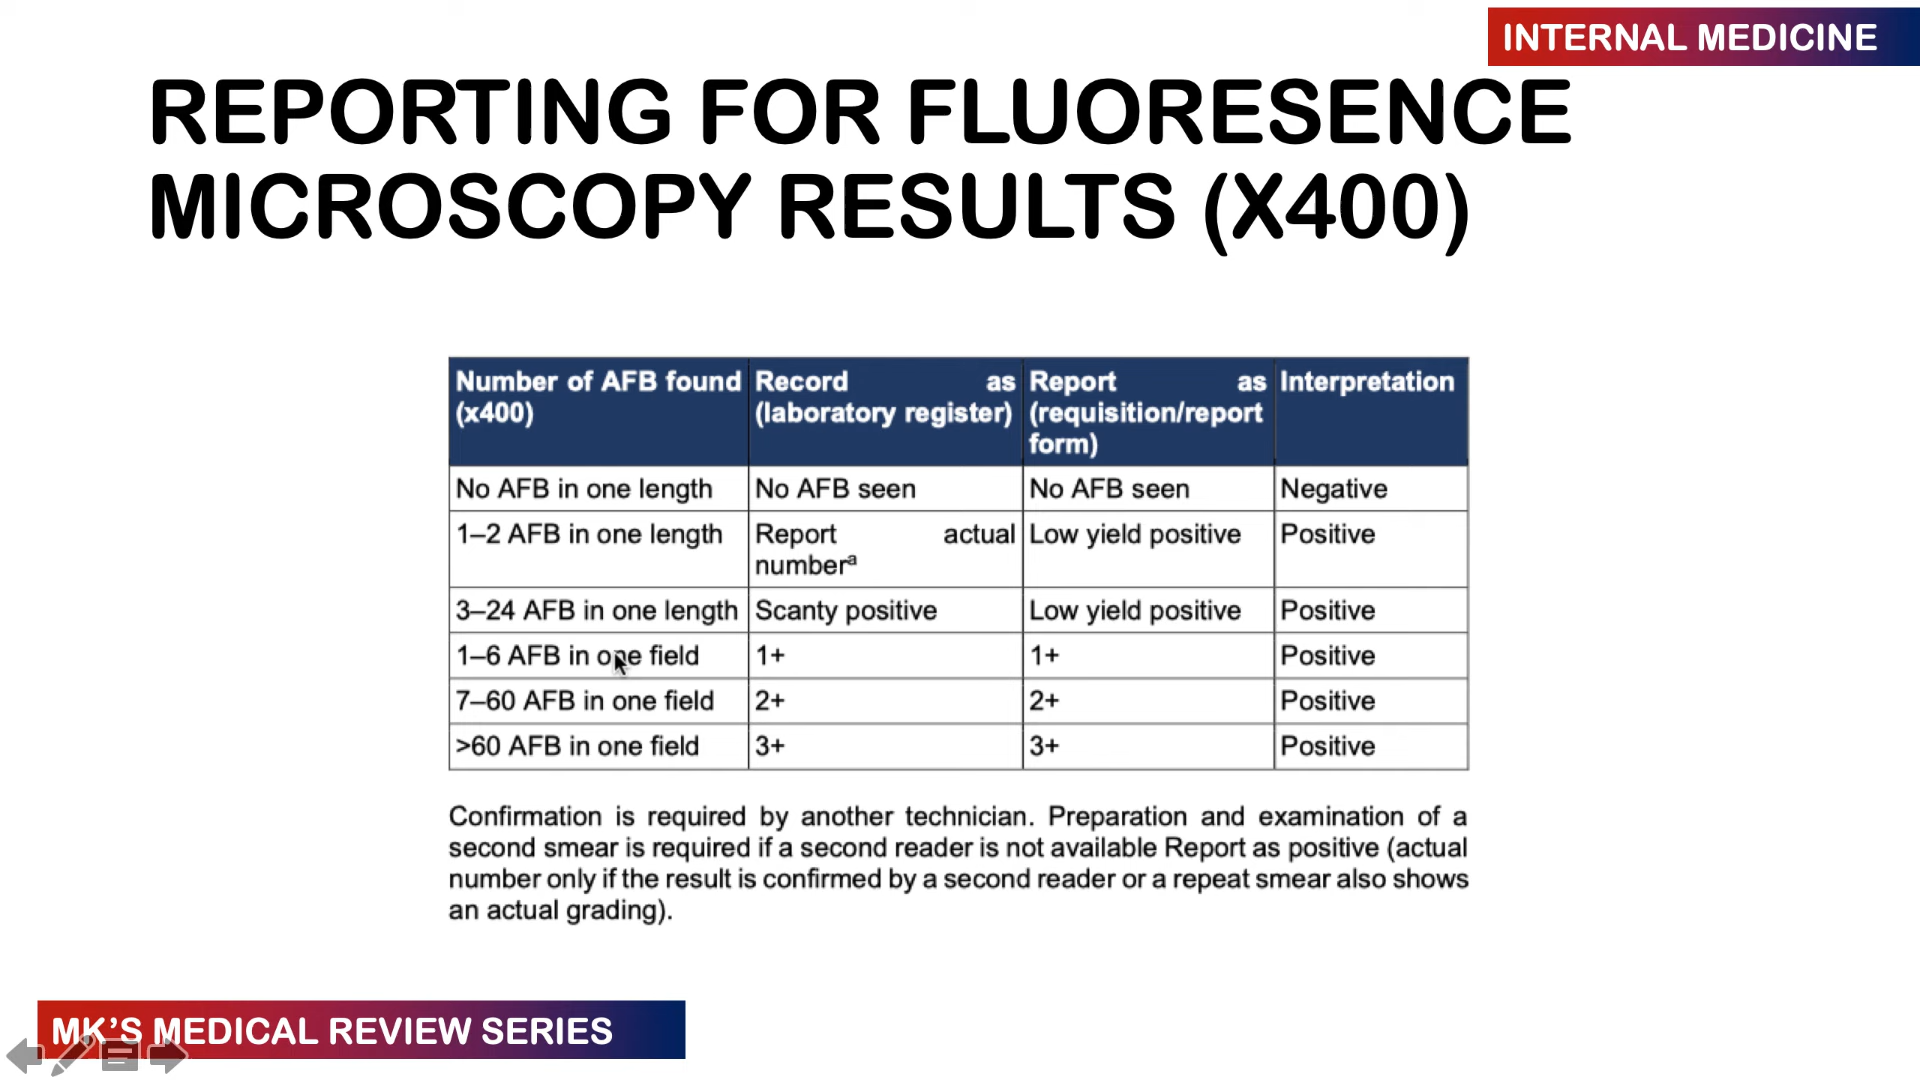 INTERNAL MEDICINE
REPORTING FOR FLUORESENCE
MICROSCOPY RESULTS (X400)
Number of AFB found (x400) Record as (laboratory register) Report as (requisition/report form) Interpretation
No AFB in one length No AFB seen No AFB seen Negative
1–2 AFB in one length Report actual numberᵃ Low yield positive Positive
3–24 AFB in one length Scanty positive Low yield positive Positive
1–6 AFB in one field 1+ 1+ Positive
7–60 AFB in one field 2+ 2+ Positive
>60 AFB in one field 3+ 3+ Positive
Confirmation is required by another technician. Preparation and examination of a
second smear is required if a second reader is not available Report as positive (actual
number only if the result is confirmed by a second reader or a repeat smear also shows
an actual grading).
MK'S MEDICAL REVIEW SERIES